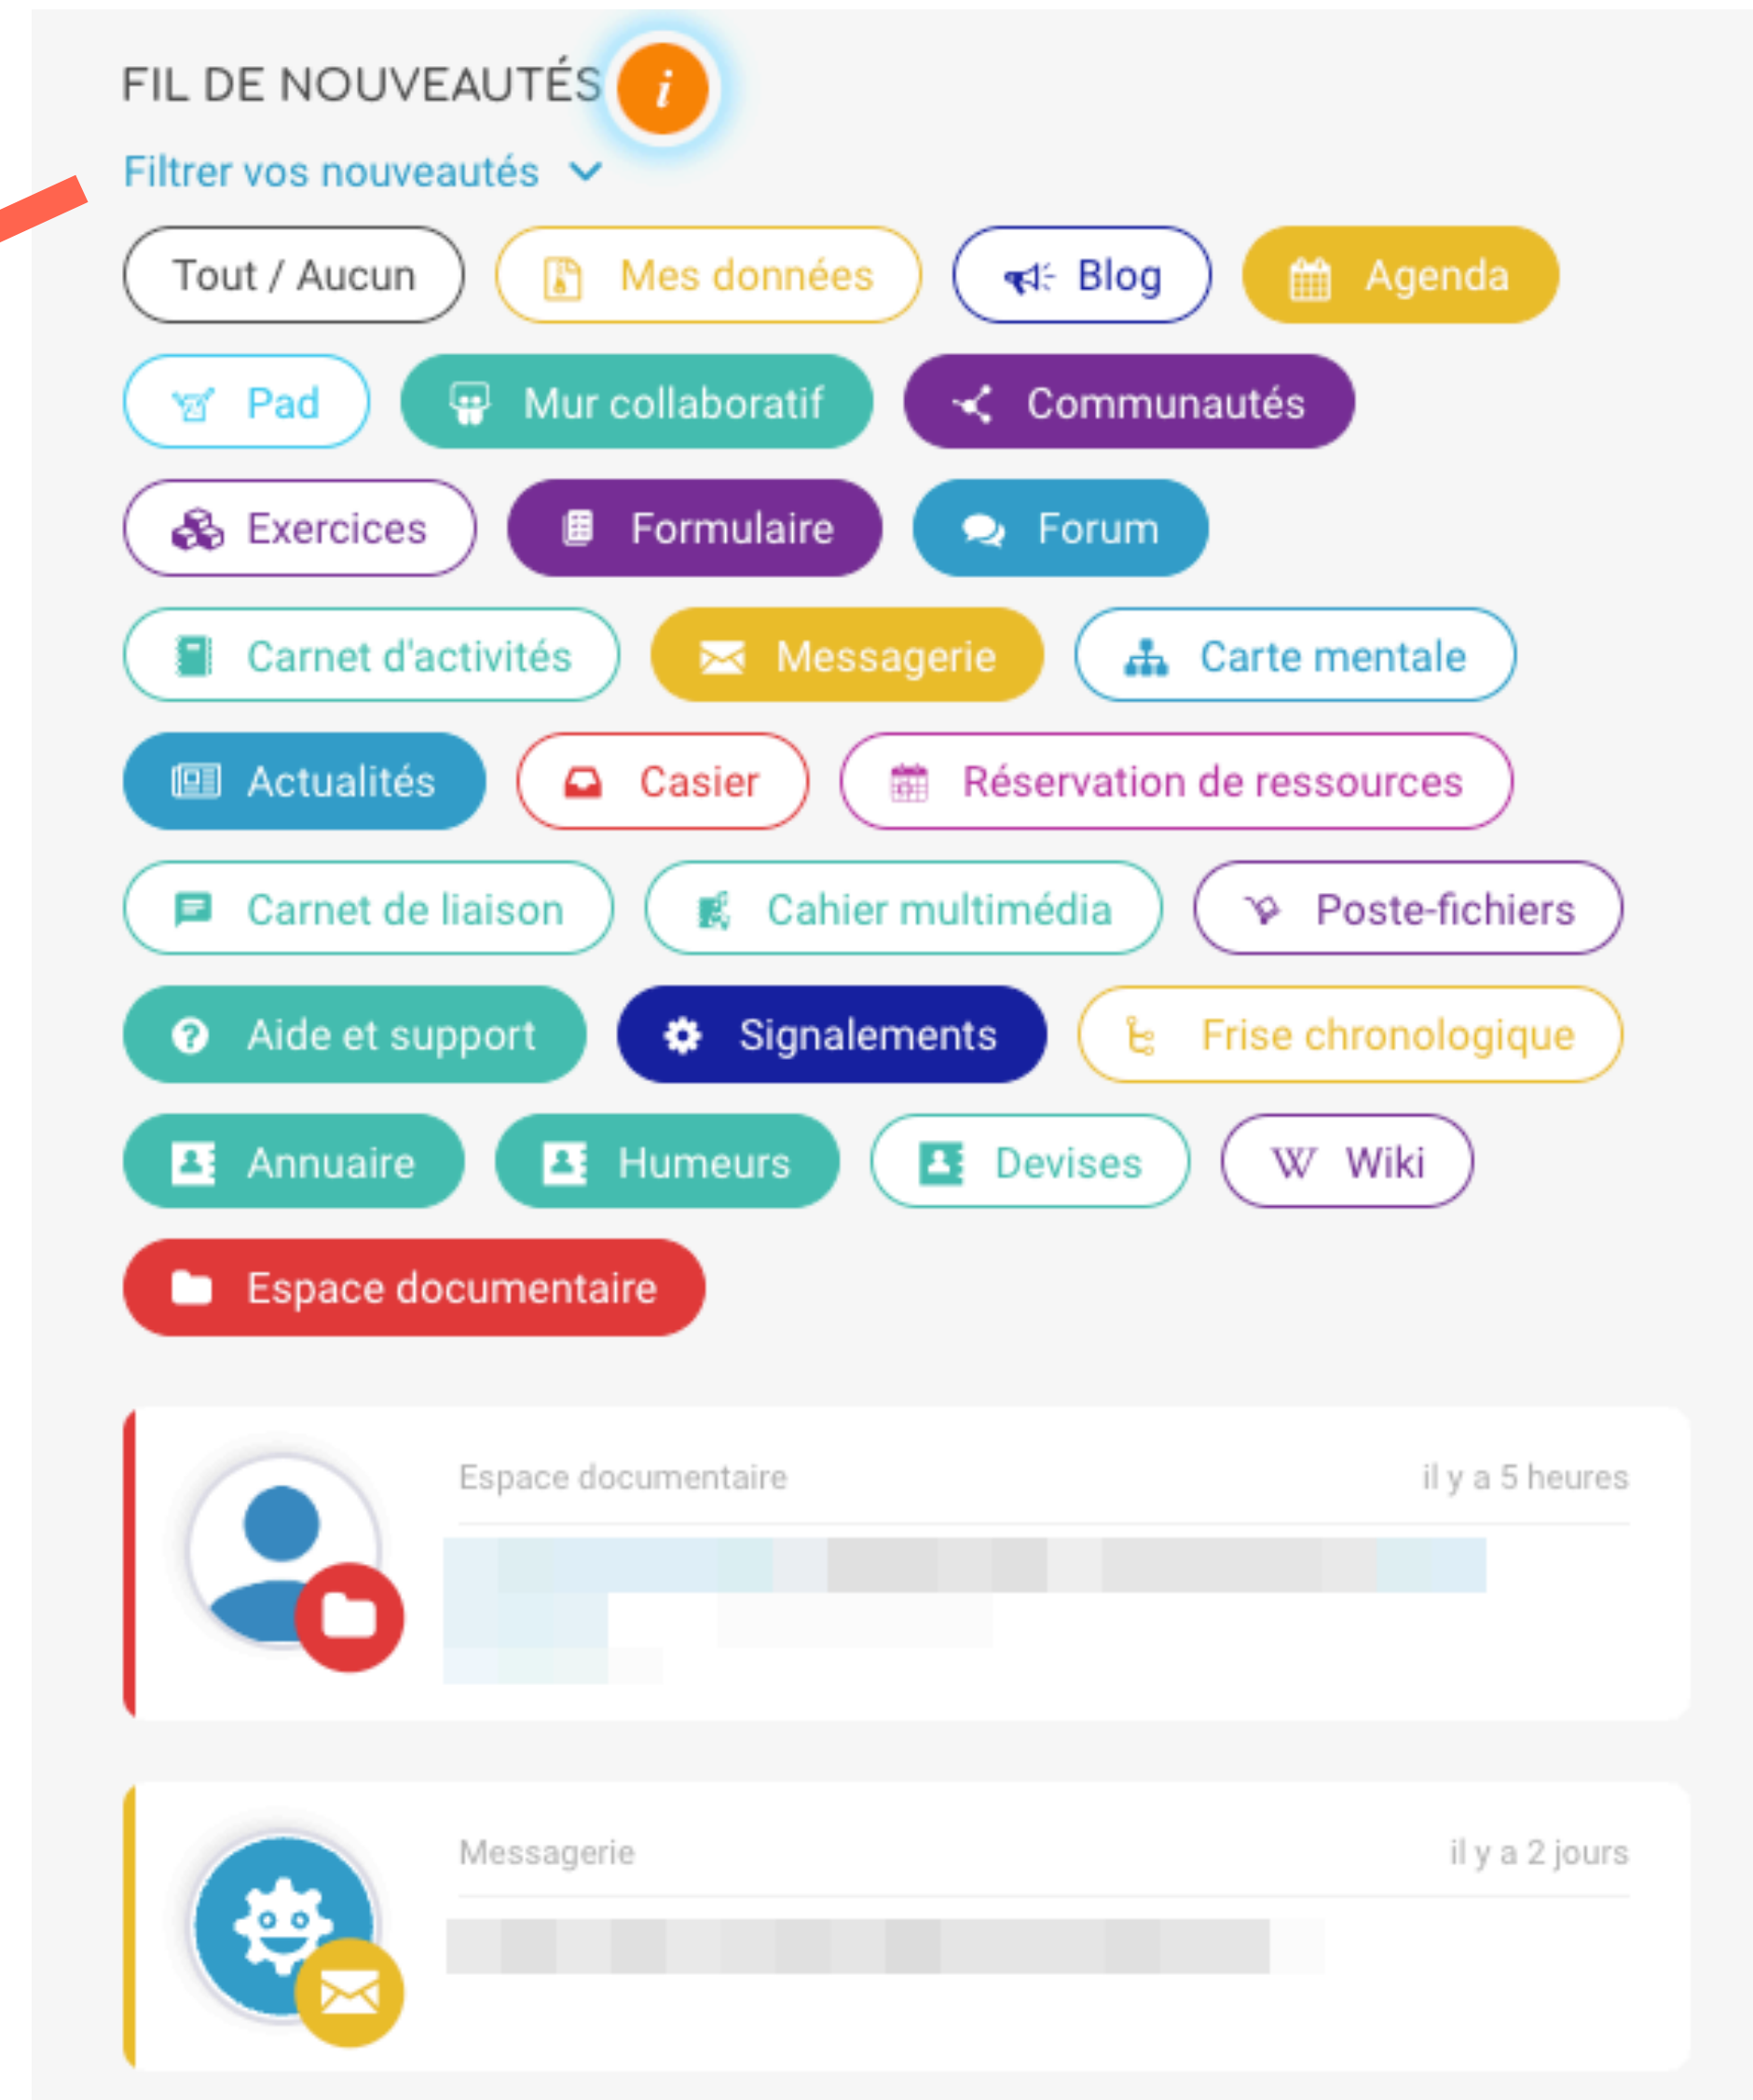 FIL DE NOUVEAUTÉS i
Filtrer vos nouveautés
Tout / Aucun Mes données Blog Agenda
Pad Mur collaboratif Communautés
Exercices Formulaire Forum
Carnet d'activités Messagerie Carte mentale
Actualités Casier Réservation de ressources
Carnet de liaison Cahier multimédia Poste-fichiers
Aide et support Signalements Frise chronologique
Annuaire Humeurs Devises W Wiki
Espace documentaire
Espace documentaire il y a 5 heures
Messagerie il y a 2 jours